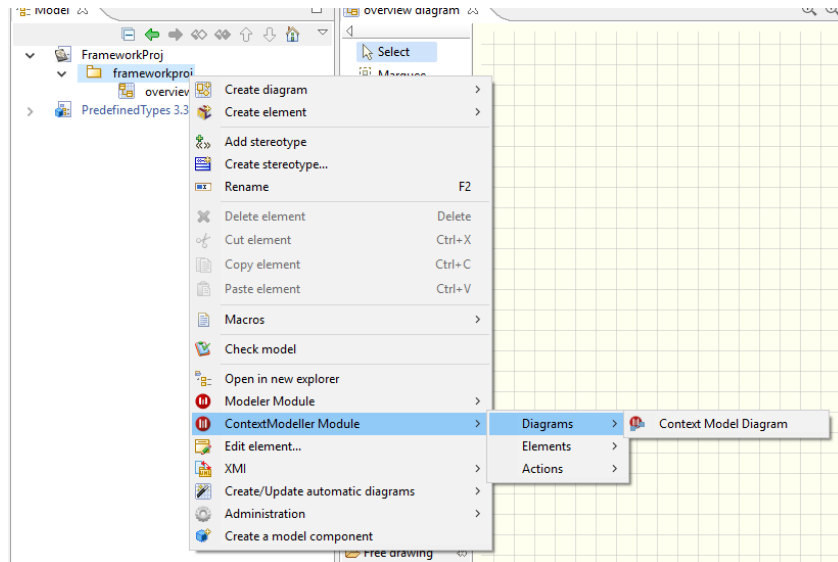 Model
overview diagram
FrameworkProj
frameworkproj
overview
PredefinedTypes 3.3
Select
Marquee
Create diagram
Create element
Add stereotype
Create stereotype...
Rename F2
Delete element Delete
Cut element Ctrl+X
Copy element Ctrl+C
Paste element Ctrl+V
Macros
Check model
Open in new explorer
Modeler Module
ContextModeller Module
Edit element...
XMI
Create/Update automatic diagrams
Administration
Create a model component
Diagrams
Elements
Actions
Context Model Diagram
Free drawing